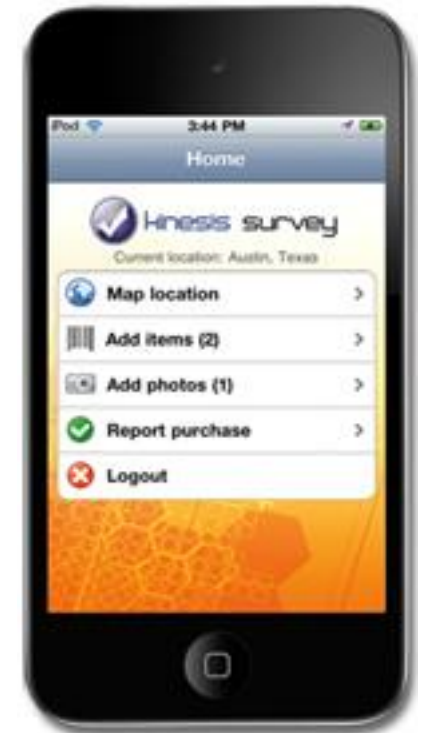 iPod 3:44 PM
Home
kinesis survey
Current location: Austin, Texas
Map location
Add items (2)
Add photos (1)
Report purchase
Logout